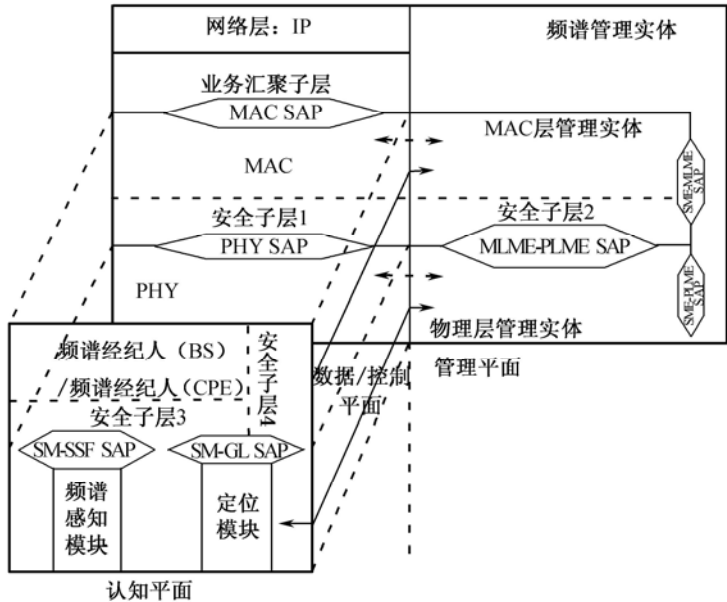 网络层：IP
频谱管理实体
业务汇聚子层
MAC SAP
MAC层管理实体
MAC
SME-MLME
SAP
安全子层1
安全子层2
PHY SAP
MLME-PLME SAP
PHY
SME-PLME
SAP
物理层管理实体
频谱经纪人（BS）
/频谱经纪人（CPE）
安全子层4
数据/控制
平面
管理平面
安全子层3
SM-SSF SAP
SM-GL SAP
频谱
感知
模块
定位
模块
认知平面